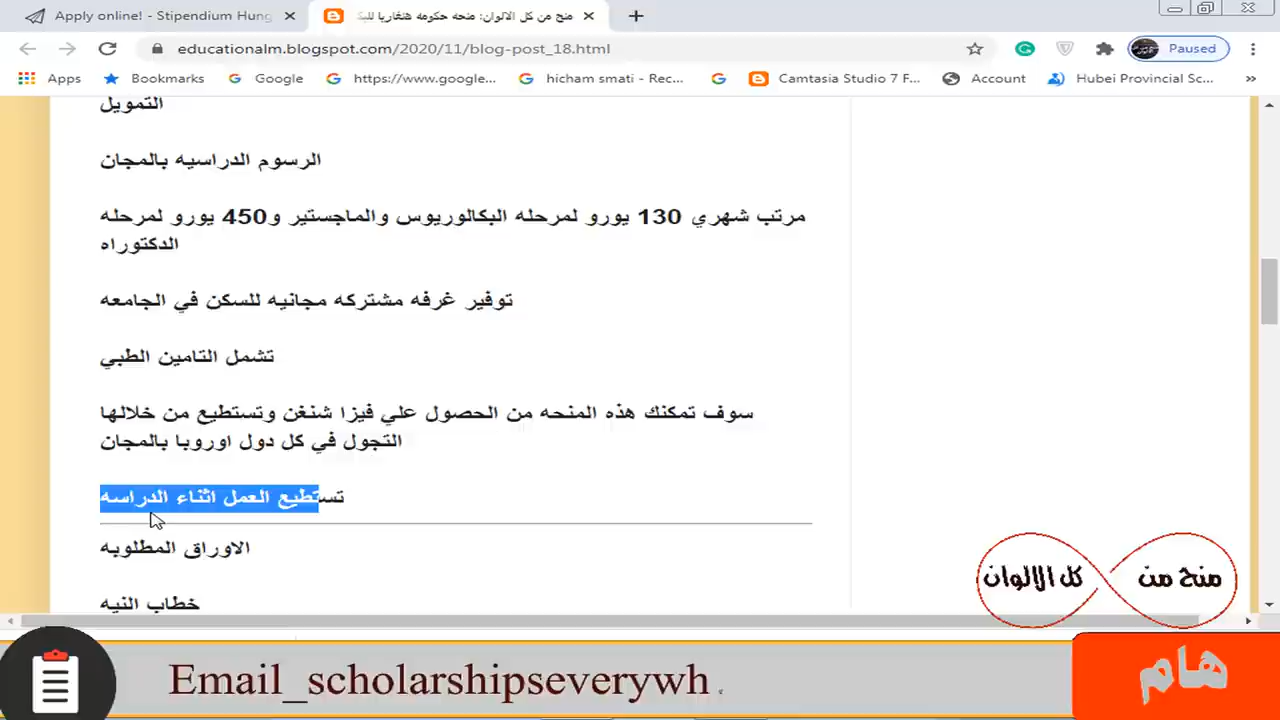 Apply online! - Stipendium Hung
منح من كل الالوان: منحه حكومه هنغاريا للبك
educationalm.blogspot.com/2020/11/blog-post_18.html
Paused
Apps
Bookmarks
Google
https://www.google...
hicham smati - Rec...
Camtasia Studio 7 F...
Account
Hubei Provincial Sc...
»
التمويل
الرسوم الدراسيه بالمجان
مرتب شهري 130 يورو لمرحله البكالوريوس والماجستير و450 يورو لمرحله
الدكتوراه
توفير غرفه مشتركه مجانيه للسكن في الجامعه
تشمل التامين الطبي
سوف تمكنك هذه المنحه من الحصول علي فيزا شنغن وتستطيع من خلالها
التجول في كل دول اوروبا بالمجان
تستطيع العمل اثناء الدراسه
الاوراق المطلوبه
خطاب النيه
منح من كل الالوان
Email_scholarshipseverywh
هام